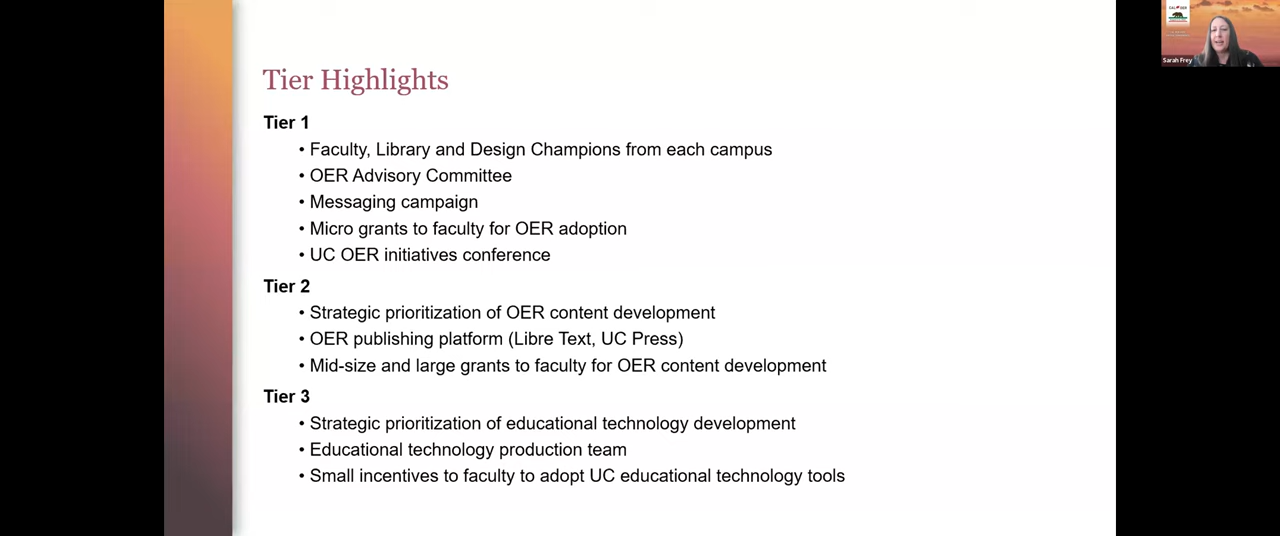 Tier Highlights
Tier 1
• Faculty, Library and Design Champions from each campus
• OER Advisory Committee
• Messaging campaign
• Micro grants to faculty for OER adoption
• UC OER initiatives conference
Tier 2
• Strategic prioritization of OER content development
• OER publishing platform (Libre Text, UC Press)
• Mid-size and large grants to faculty for OER content development
Tier 3
• Strategic prioritization of educational technology development
• Educational technology production team
• Small incentives to faculty to adopt UC educational technology tools
Sarah Frey